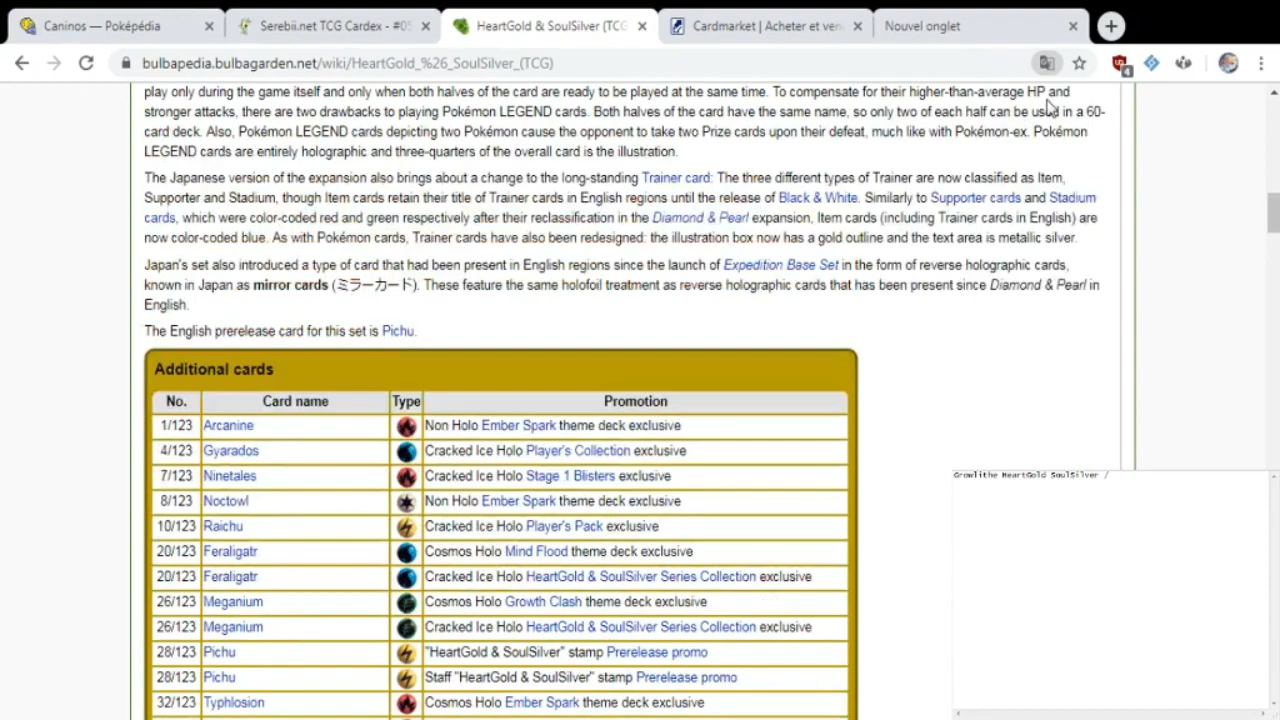 Caninos — Poképédia
Serebii.net TCG Cardex - #05
HeartGold & SoulSilver (TCG
Cardmarket | Acheter et ven
Nouvel onglet
bulbapedia.bulbagarden.net/wiki/HeartGold_%26_SoulSilver_(TCG)
4
play only during the game itself and only when both halves of the card are ready to be played at the same time. To compensate for their higher-than-average HP and
stronger attacks, there are two drawbacks to playing Pokémon LEGEND cards. Both halves of the card have the same name, so only two of each half can be used in a 60-
card deck. Also, Pokémon LEGEND cards depicting two Pokémon cause the opponent to take two Prize cards upon their defeat, much like with Pokémon-ex. Pokémon
LEGEND cards are entirely holographic and three-quarters of the overall card is the illustration.
The Japanese version of the expansion also brings about a change to the long-standing Trainer card: The three different types of Trainer are now classified as Item,
Supporter and Stadium, though Item cards retain their title of Trainer cards in English regions until the release of Black & White. Similarly to Supporter cards and Stadium
cards, which were color-coded red and green respectively after their reclassification in the Diamond & Pearl expansion, Item cards (including Trainer cards in English) are
now color-coded blue. As with Pokémon cards, Trainer cards have also been redesigned: the illustration box now has a gold outline and the text area is metallic silver.
Japan's set also introduced a type of card that had been present in English regions since the launch of Expedition Base Set in the form of reverse holographic cards,
known in Japan as mirror cards (ミラーカード). These feature the same holofoil treatment as reverse holographic cards that has been present since Diamond & Pearl in
English.
The English prerelease card for this set is Pichu.
Additional cards
No. Card name Type Promotion
1/123 Arcanine Non Holo Ember Spark theme deck exclusive
4/123 Gyarados Cracked Ice Holo Player's Collection exclusive
7/123 Ninetales Cracked Ice Holo Stage 1 Blisters exclusive
8/123 Noctowl Non Holo Ember Spark theme deck exclusive
10/123 Raichu Cracked Ice Holo Player's Pack exclusive
20/123 Feraligatr Cosmos Holo Mind Flood theme deck exclusive
20/123 Feraligatr Cracked Ice Holo HeartGold & SoulSilver Series Collection exclusive
26/123 Meganium Cosmos Holo Growth Clash theme deck exclusive
26/123 Meganium Cracked Ice Holo HeartGold & SoulSilver Series Collection exclusive
28/123 Pichu "HeartGold & SoulSilver" stamp Prerelease promo
28/123 Pichu Staff "HeartGold & SoulSilver" stamp Prerelease promo
32/123 Typhlosion Cosmos Holo Ember Spark theme deck exclusive
Growlithe HeartGold SoulSilver /